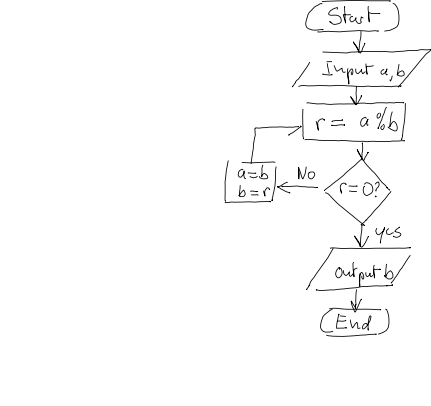 Start
Input a,b
r = a%b
a=b
b=r
No
r=0?
yes
output b
End